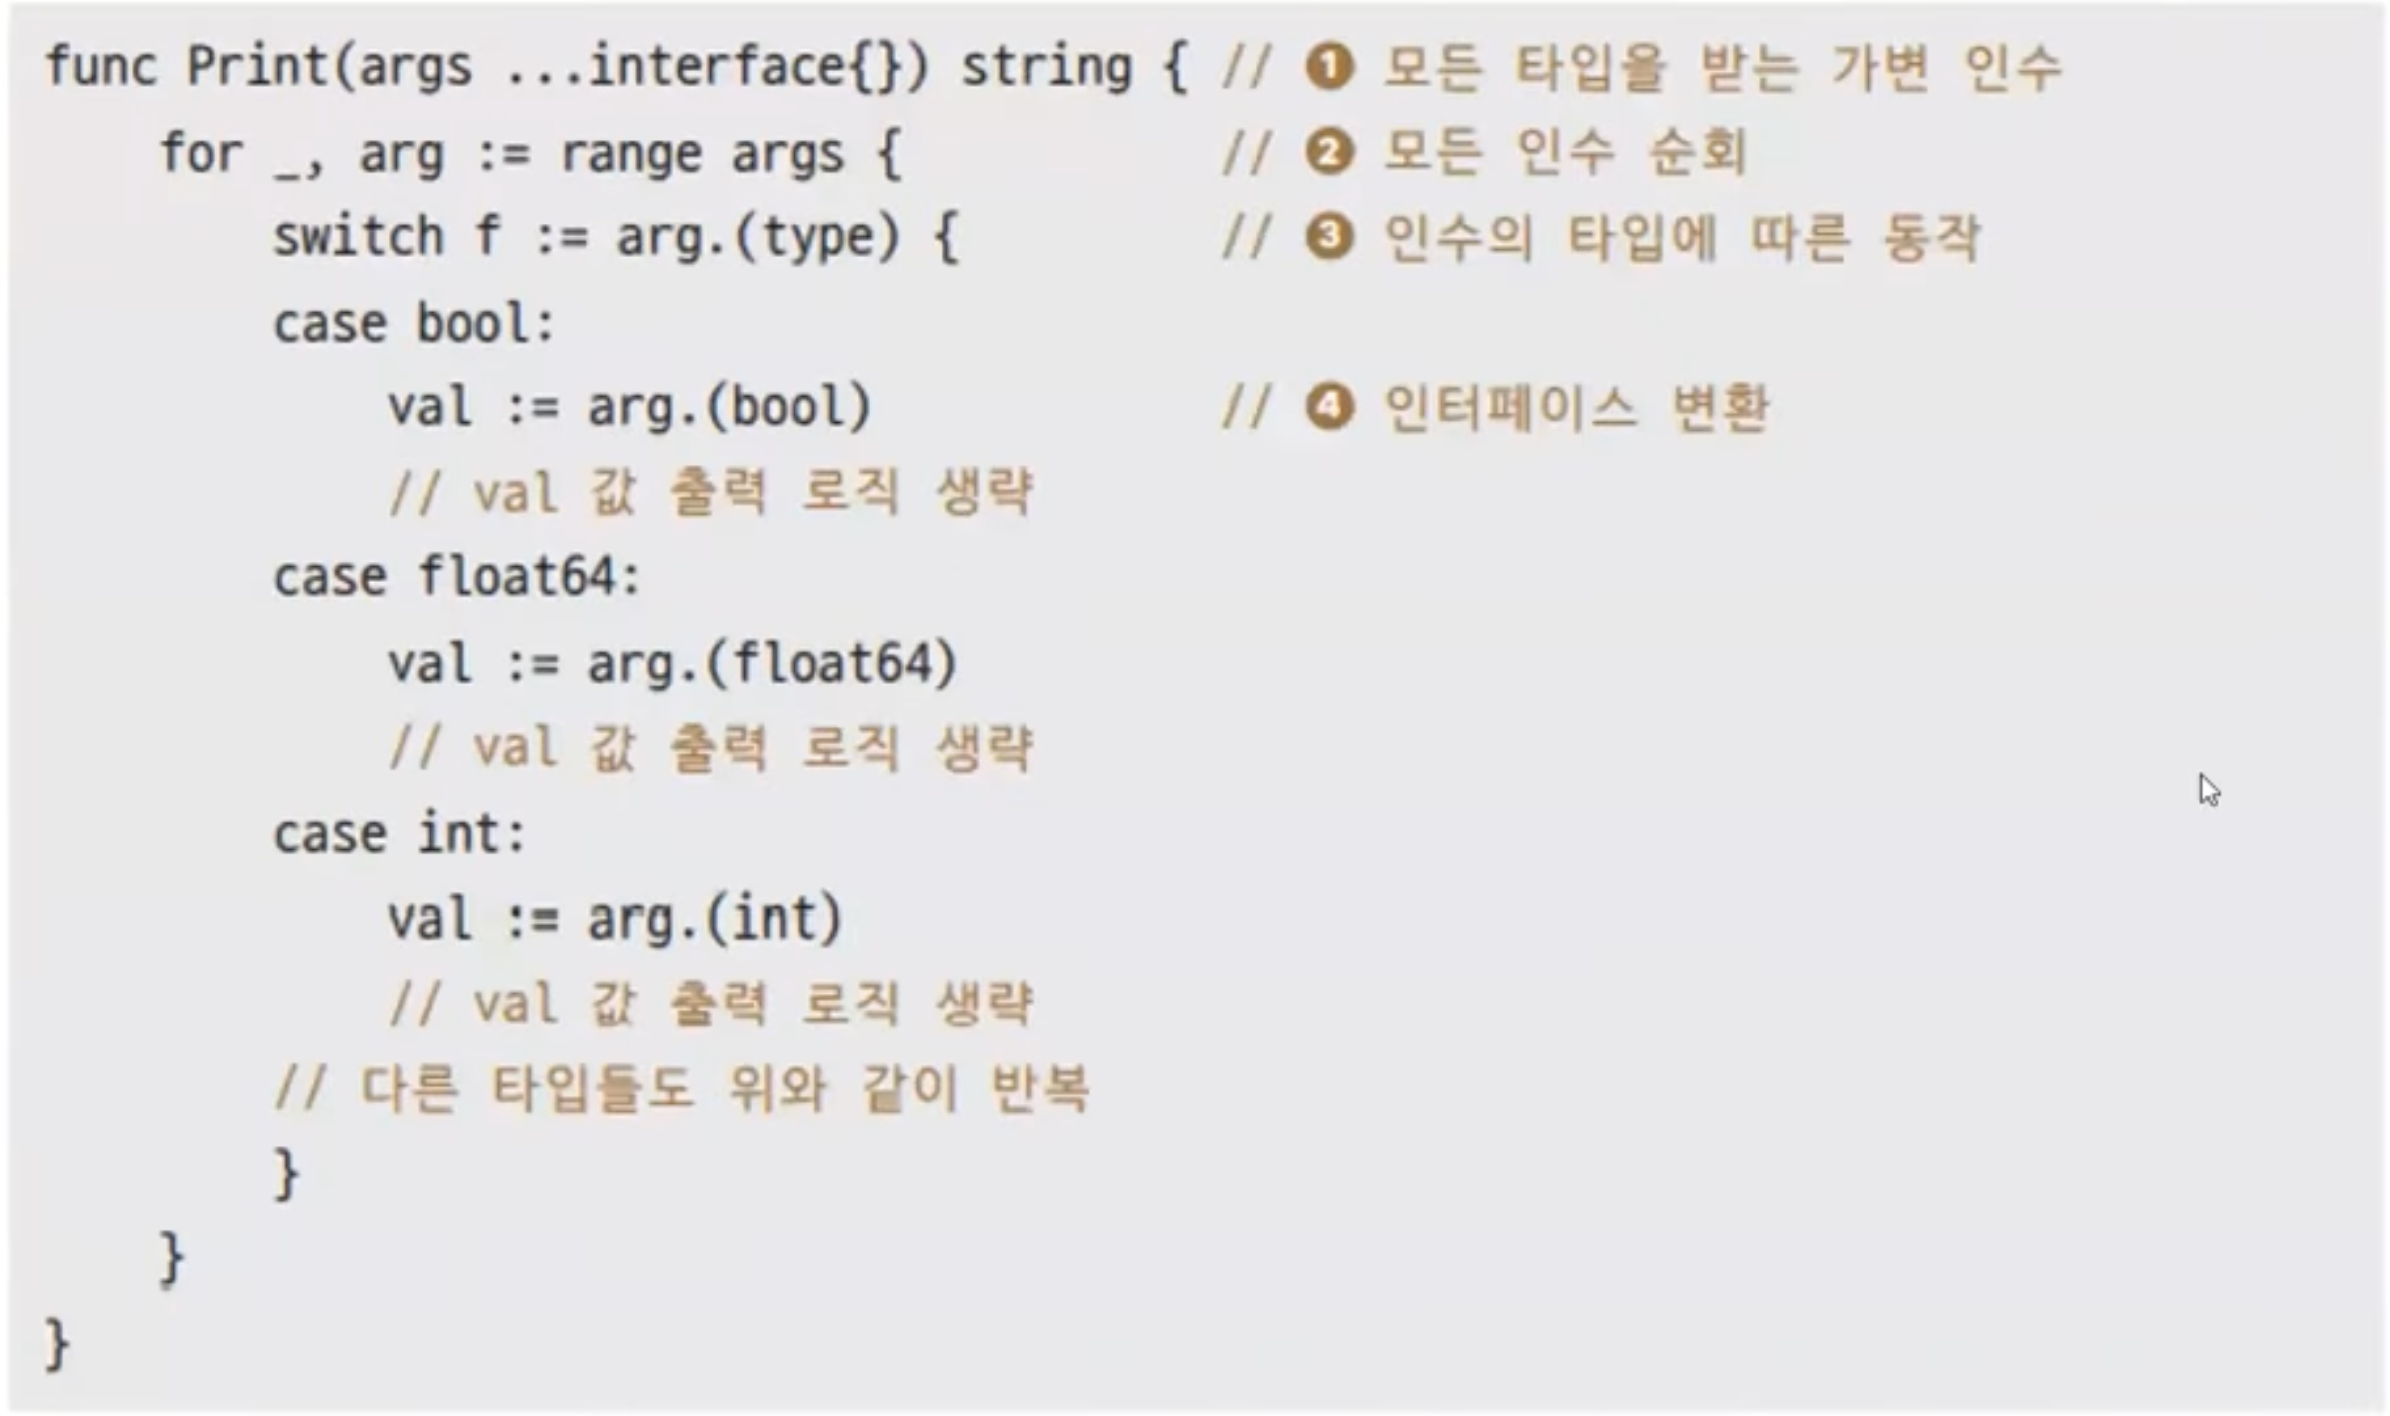 func Print(args ...interface{}) string { // ❶ 모든 타입을 받는 가변 인수
    for _, arg := range args {           // ❷ 모든 인수 순회
        switch f := arg.(type) {         // ❸ 인수의 타입에 따른 동작
        case bool:
            val := arg.(bool)            // ❹ 인터페이스 변환
            // val 값 출력 로직 생략
        case float64:
            val := arg.(float64)
            // val 값 출력 로직 생략
        case int:
            val := arg.(int)
            // val 값 출력 로직 생략
        // 다른 타입들도 위와 같이 반복
        }
    }
}